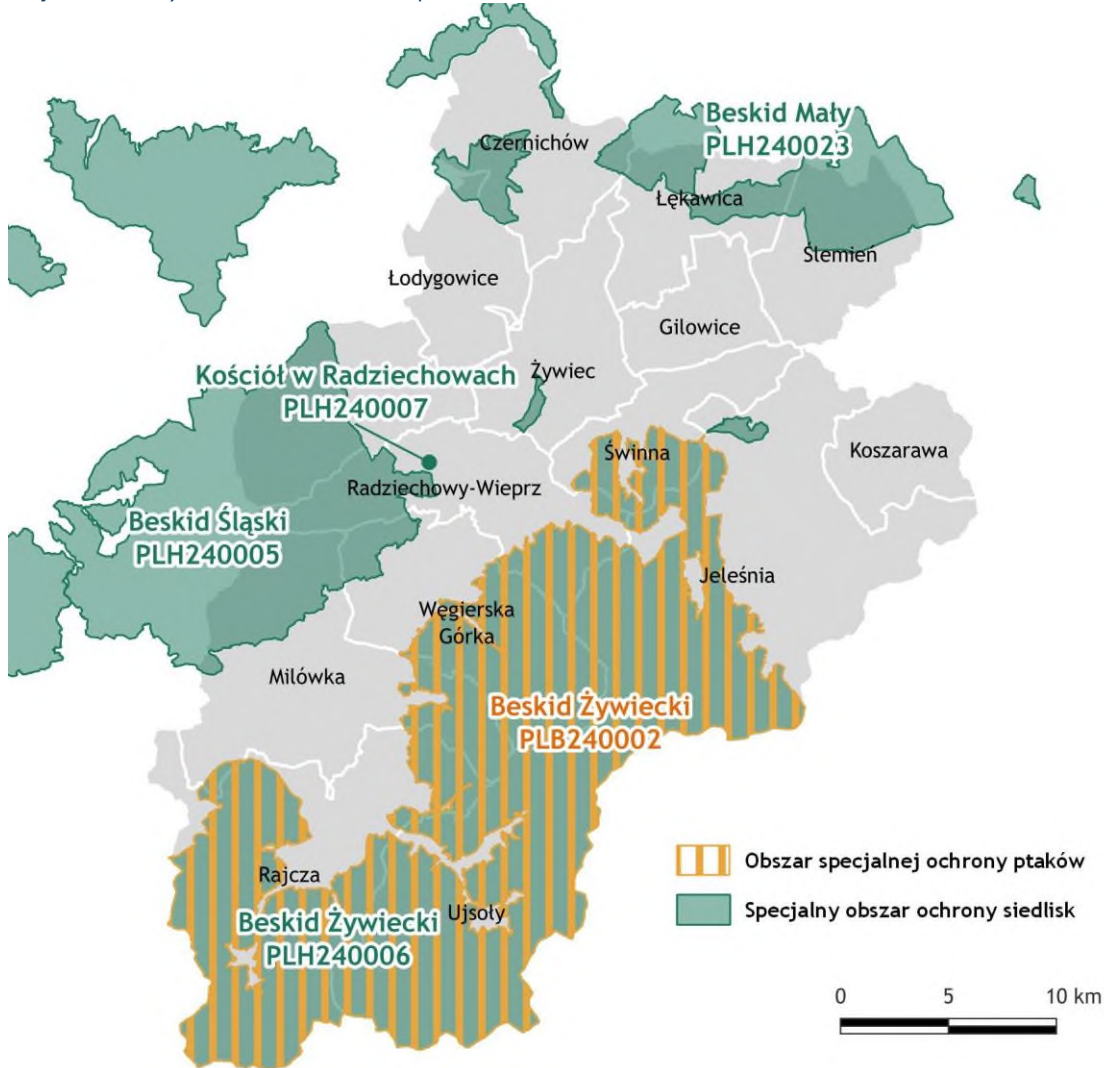 Beskid Mały
PLH240023
Czernichów
Łękawica
Ślemień
Łodygowice
Gilowice
Kościół w Radziechowach
PLH240007
Żywiec
Koszarawa
Świnna
Radziechowy-Wieprz
Beskid Śląski
PLH240005
Jeleśnia
Węgierska
Górka
Milówka
Beskid Żywiecki
PLB240002
Obszar specjalnej ochrony ptaków
Rajcza
Ujsoły
Specjalny obszar ochrony siedlisk
Beskid Żywiecki
PLH240006
0 5 10 km